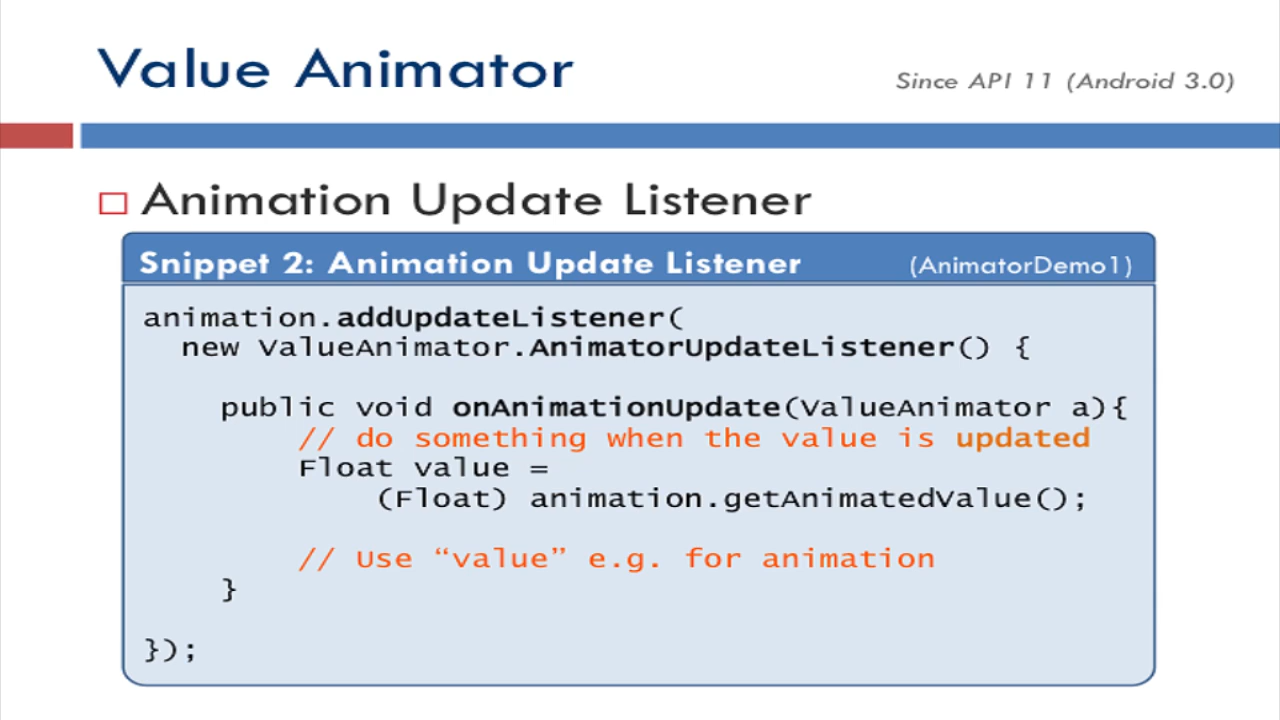 Value Animator
Since API 11 (Android 3.0)
Animation Update Listener
Snippet 2: Animation Update Listener
(AnimatorDemo1)
animation.addUpdateListener(
new ValueAnimator.AnimatorUpdateListener() {
public void onAnimationUpdate(ValueAnimator a){
// do something when the value is updated
Float value =
(Float) animation.getAnimatedValue();
// Use “value” e.g. for animation
}
});